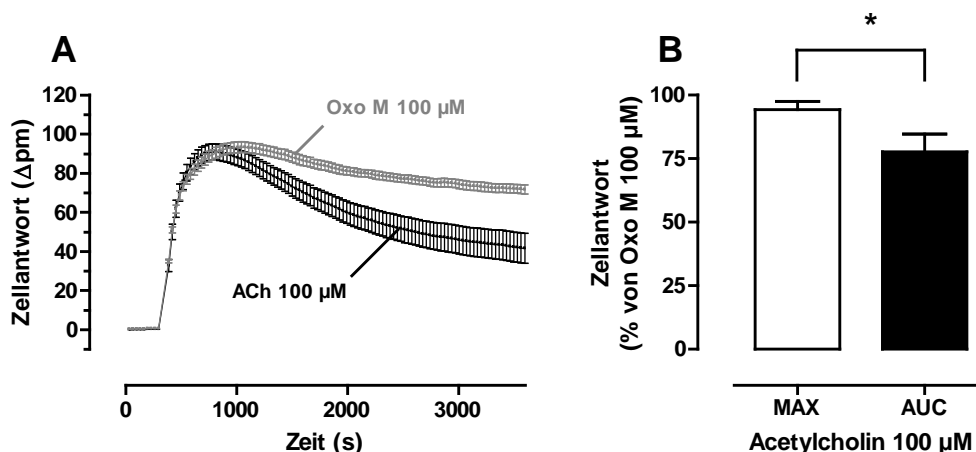 A
Zellantwort (Δpm)
120
100
80
60
40
20
0
Oxo M 100 µM
ACh 100 µM
0 1000 2000 3000
Zeit (s)
B
*
Zellantwort
(% von Oxo M 100 µM)
100
75
50
25
0
MAX AUC
Acetylcholin 100 µM